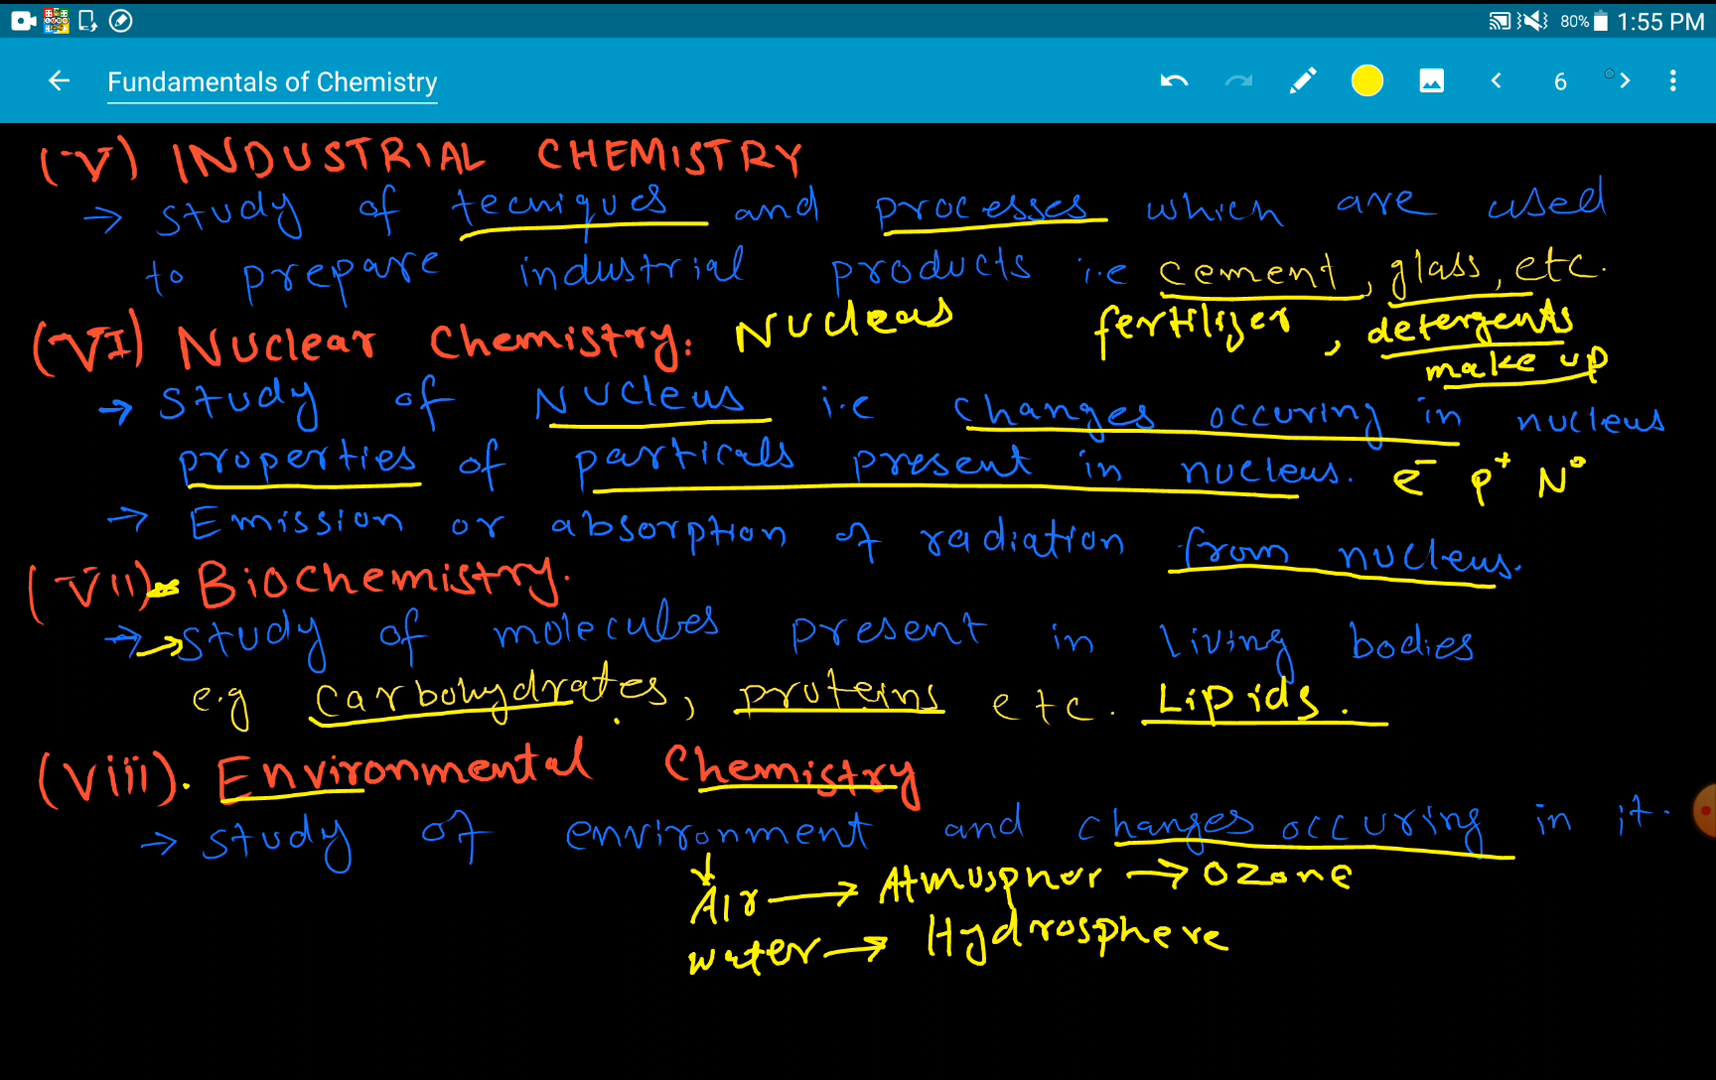 80% 1:55 PM
Fundamentals of Chemistry 6
(V) INDUSTRIAL CHEMISTRY
→ study of tecniques and processes which are used
to prepare industrial products i.e cement, glass, etc.
fertilizer, detergents
make up
(VI) Nuclear Chemistry: Nucleas
→ study of Nucleus i.e changes occuring in nucleus
properties of particals present in nucleus. e⁻ p⁺ N⁰
→ Emission or absorption of radiation from nucleus.
(VII) Biochemistry.
→ study of molecules present in living bodies
e.g carbohydrates, proteins etc. Lipids.
(Viii). Environmental Chemistry
→ study of environment and changes occuring in it.
Air → Atmospher → Ozone
water → Hydrosphere